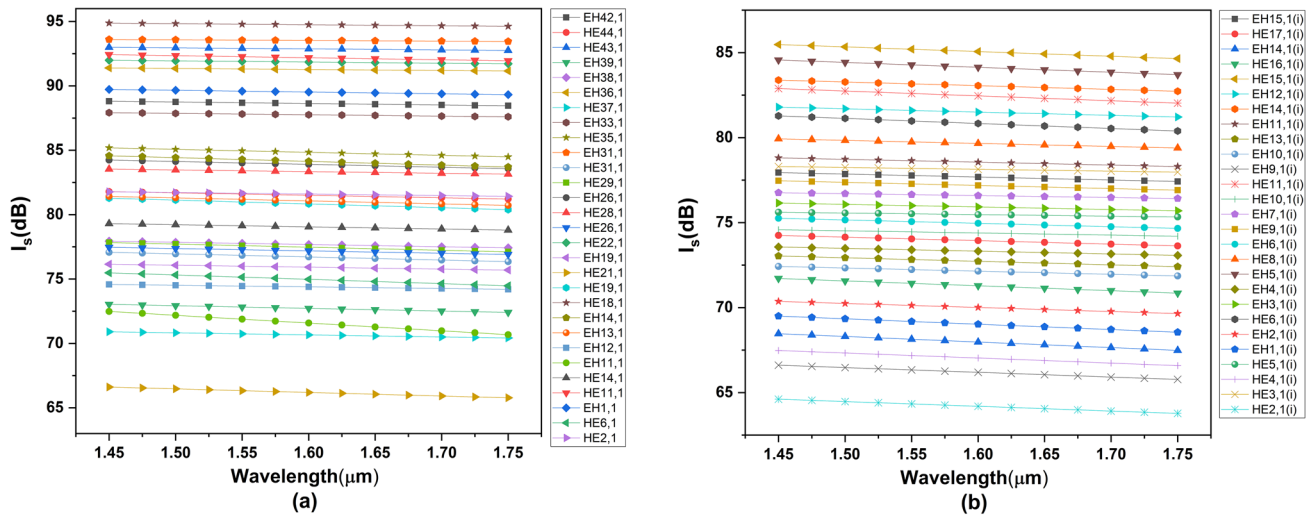 95
90
85
80
75
70
65
I_s(dB)
1.45 1.50 1.55 1.60 1.65 1.70 1.75
Wavelength(μm)
(a)
EH42,1
HE44,1
HE43,1
EH39,1
EH38,1
EH36,1
HE37,1
EH33,1
HE35,1
EH31,1
HE31,1
HE29,1
EH26,1
HE28,1
HE26,1
HE22,1
EH19,1
HE21,1
HE19,1
HE18,1
EH14,1
EH13,1
EH12,1
EH11,1
HE14,1
HE11,1
EH1,1
HE6,1
HE2,1
85
80
75
70
65
I_s(dB)
1.45 1.50 1.55 1.60 1.65 1.70 1.75
Wavelength(μm)
(b)
EH15,1(i)
HE17,1(i)
EH14,1(i)
HE16,1(i)
HE15,1(i)
EH12,1(i)
HE14,1(i)
EH11,1(i)
HE13,1(i)
EH10,1(i)
EH9,1(i)
HE11,1(i)
HE10,1(i)
EH7,1(i)
HE9,1(i)
EH6,1(i)
HE8,1(i)
EH5,1(i)
EH4,1(i)
EH3,1(i)
HE6,1(i)
EH2,1(i)
EH1,1(i)
HE5,1(i)
HE4,1(i)
HE3,1(i)
HE2,1(i)